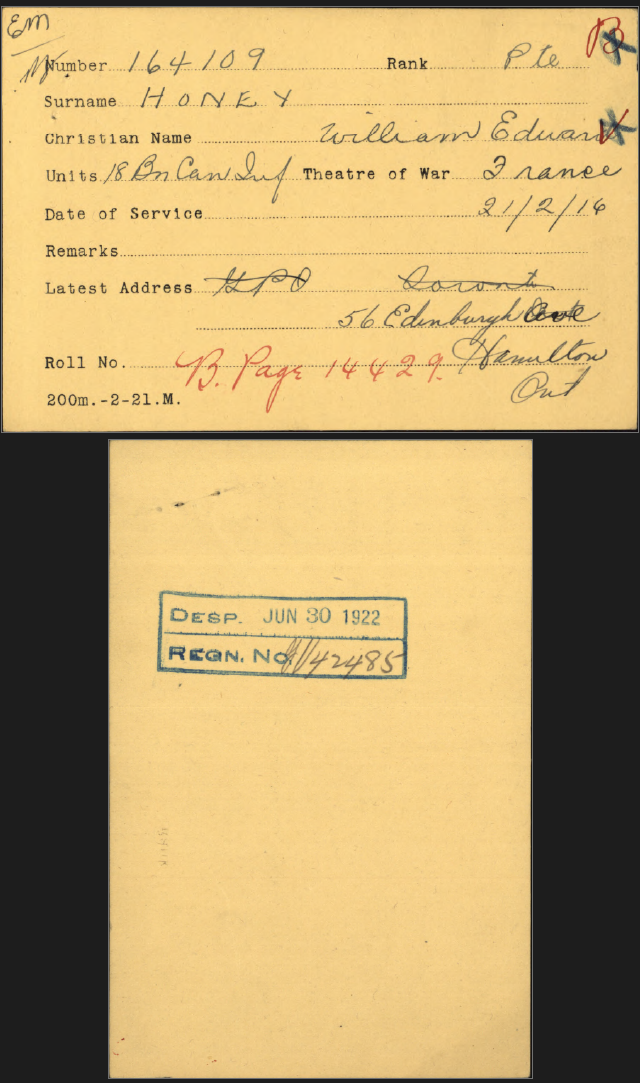 EM
Number 164109 Rank Pte B
Surname HONEY
Christian Name William Edward
Units 18 Bn Can Inf Theatre of War France
Date of Service 21/2/16
Remarks
Latest Address GPO Toronto
56 Edinburgh Ave
Hamilton
Roll No. B. Page 14429.
Ont
200m.-2-21.M.
DESP. JUN 30 1922
REGN. No. 42485